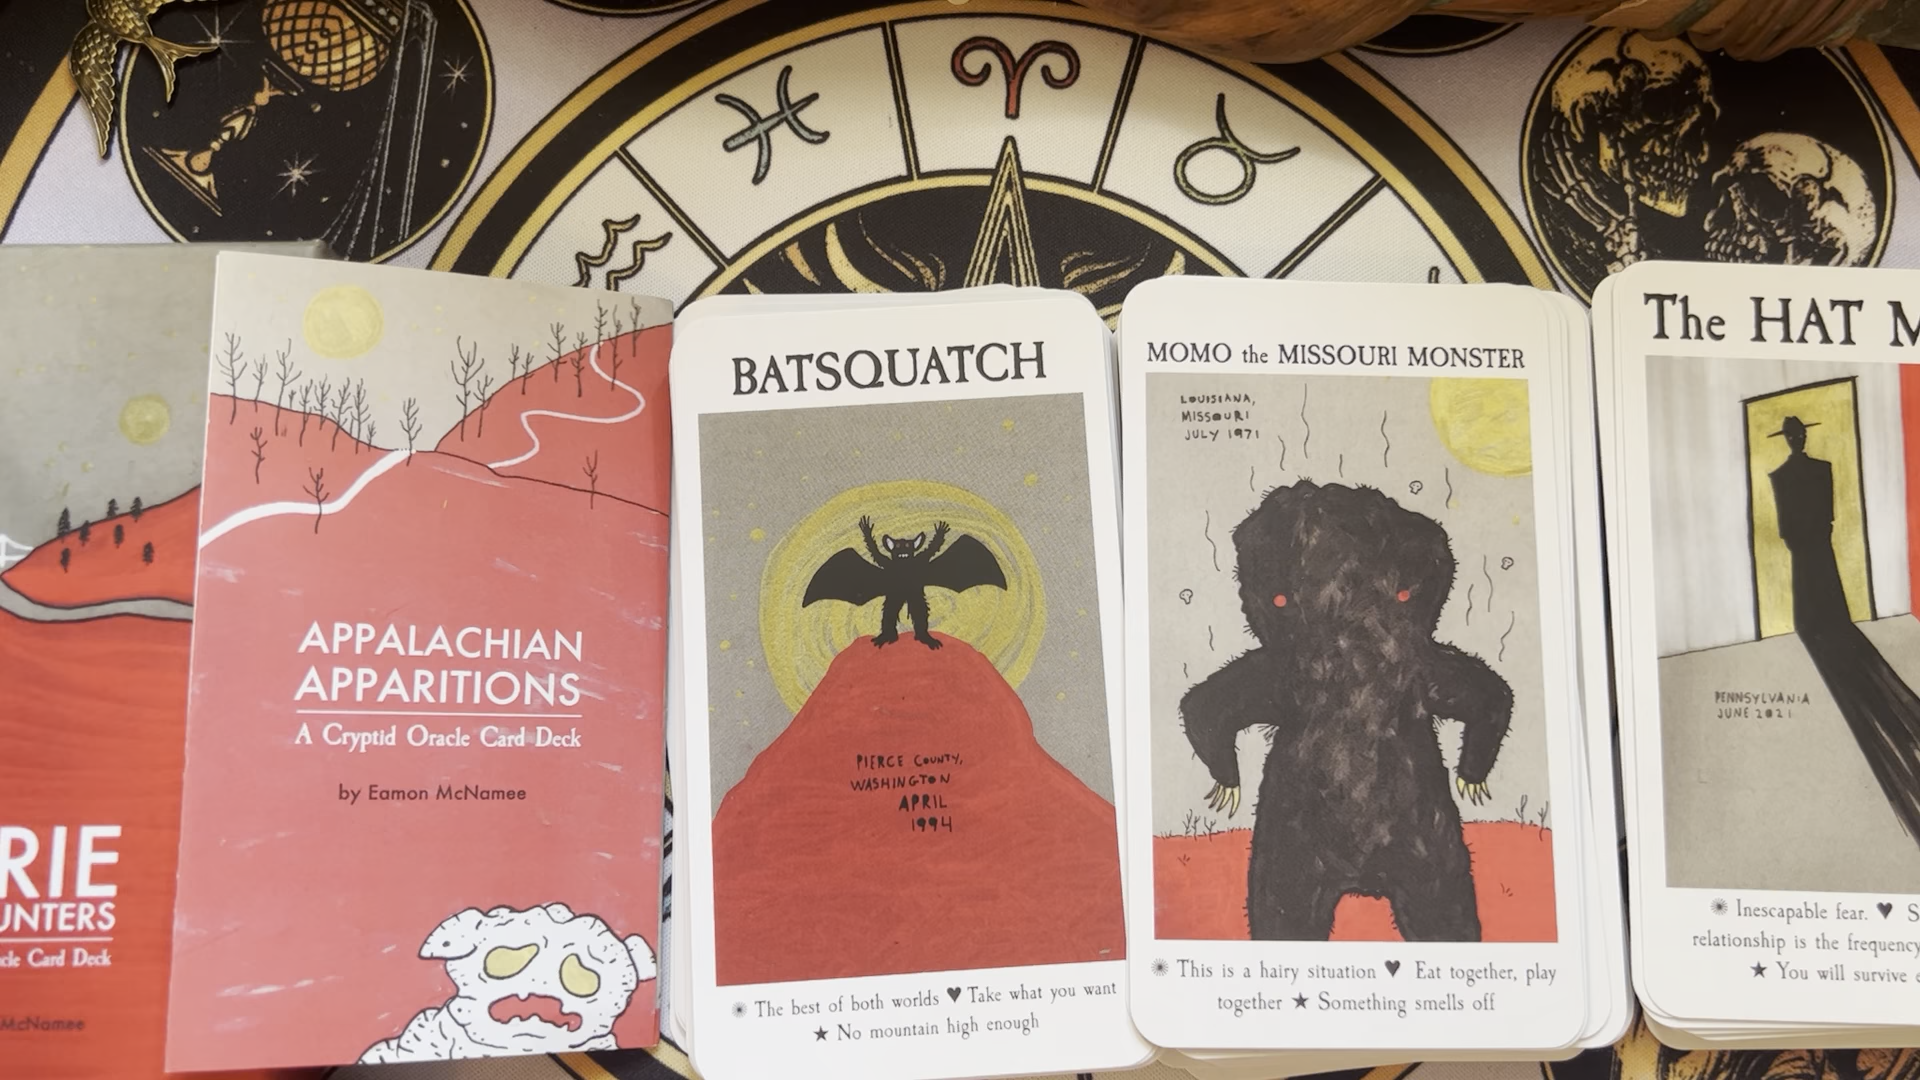 RIE
UNTERS
cle Card Deck
McNamee
APPALACHIAN
APPARITIONS
A Cryptid Oracle Card Deck
by Eamon McNamee
BATSQUATCH
PIERCE COUNTY,
WASHINGTON
APRIL
1994
The best of both worlds ♥ Take what you want
★ No mountain high enough
MOMO the MISSOURI MONSTER
LOUISIANA,
MISSOURI
JULY 1971
This is a hairy situation ♥ Eat together, play
together ★ Something smells off
The HAT M
PENNSYLVANIA
JUNE 2021
Inescapable fear. ♥ S
relationship is the frequency
★ You will survive